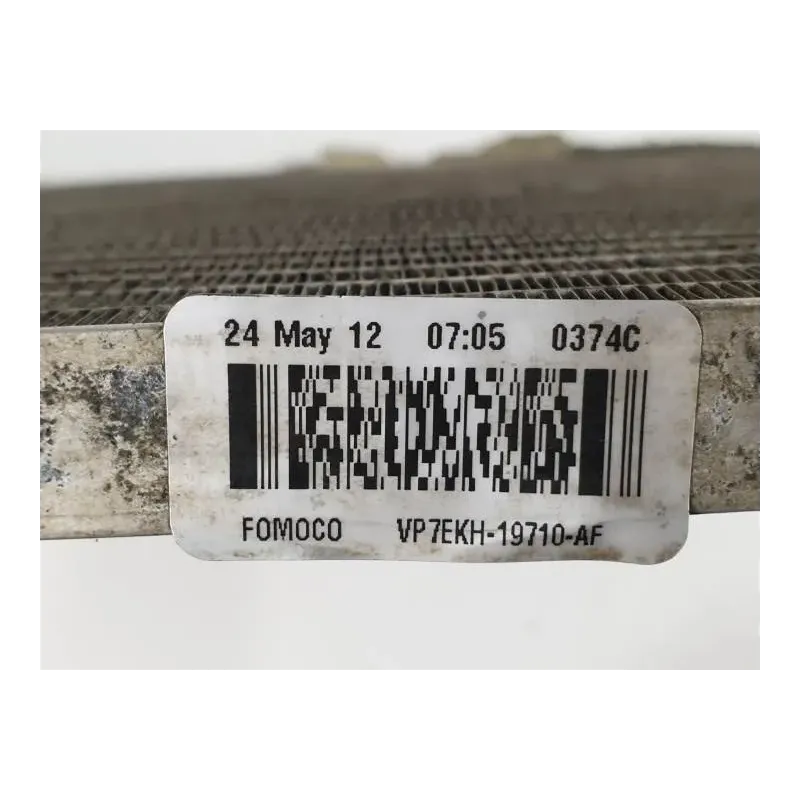 24 May 12 07:05 0374C
FOMOCO VP7EKH-19710-AF